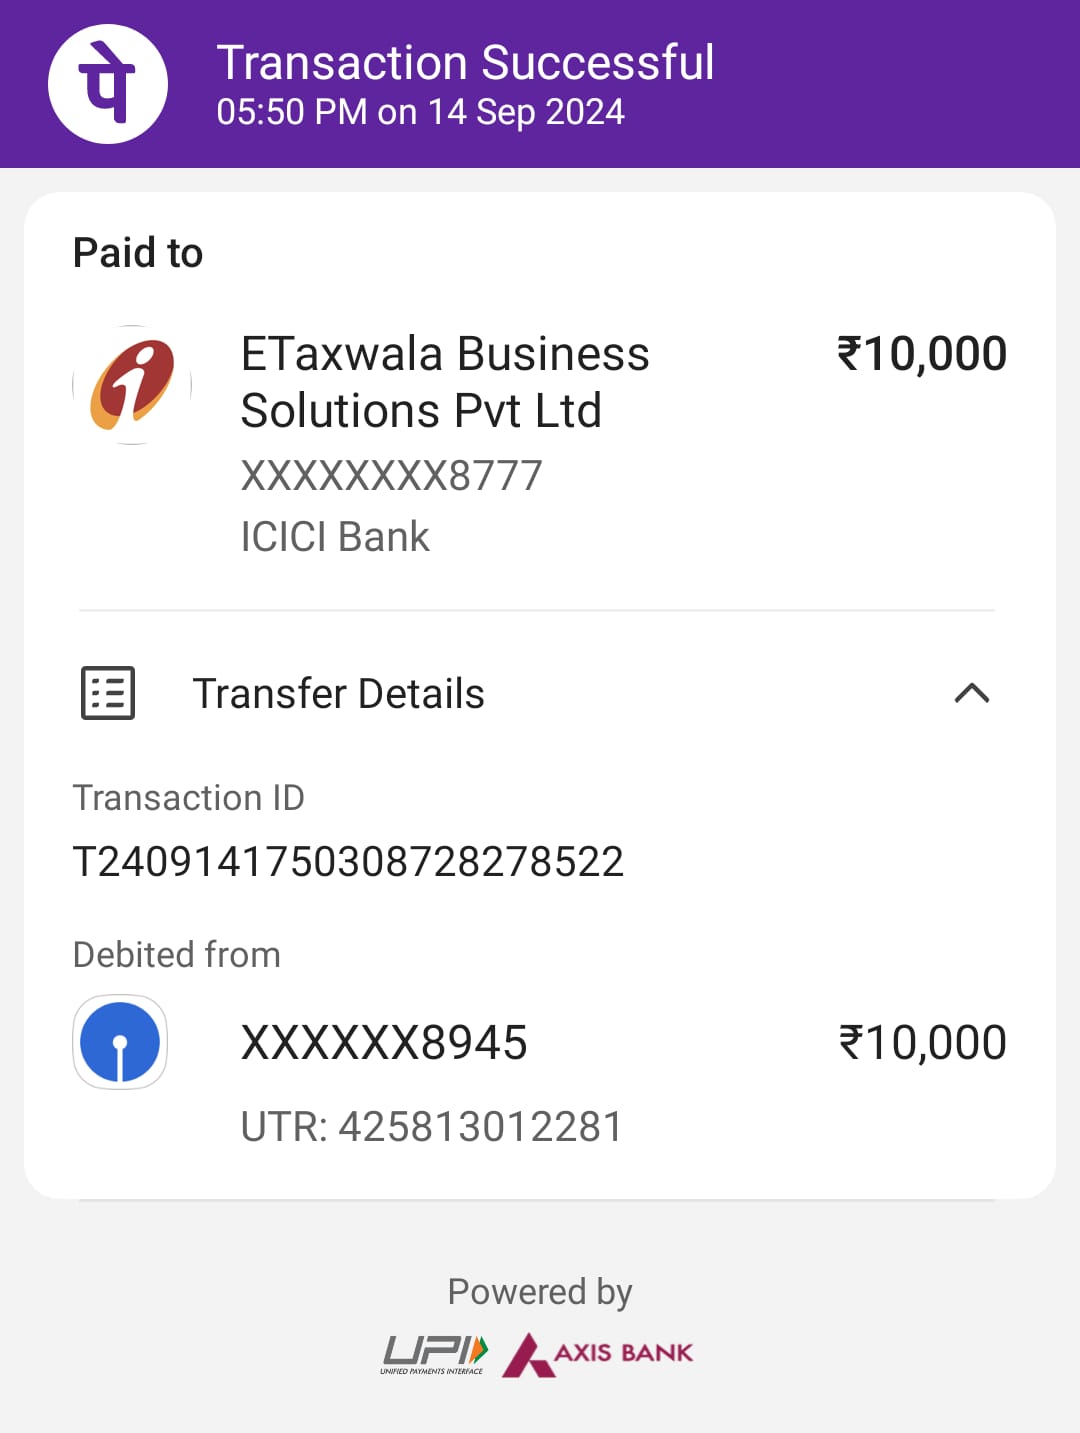 पे
Transaction Successful
05:50 PM on 14 Sep 2024
Paid to
ETaxwala Business
Solutions Pvt Ltd
₹10,000
XXXXXXXX8777
ICICI Bank
Transfer Details
Transaction ID
T2409141750308728278522
Debited from
XXXXXX8945
₹10,000
UTR: 425813012281
Powered by
UPI
UNIFIED PAYMENTS INTERFACE
AXIS BANK